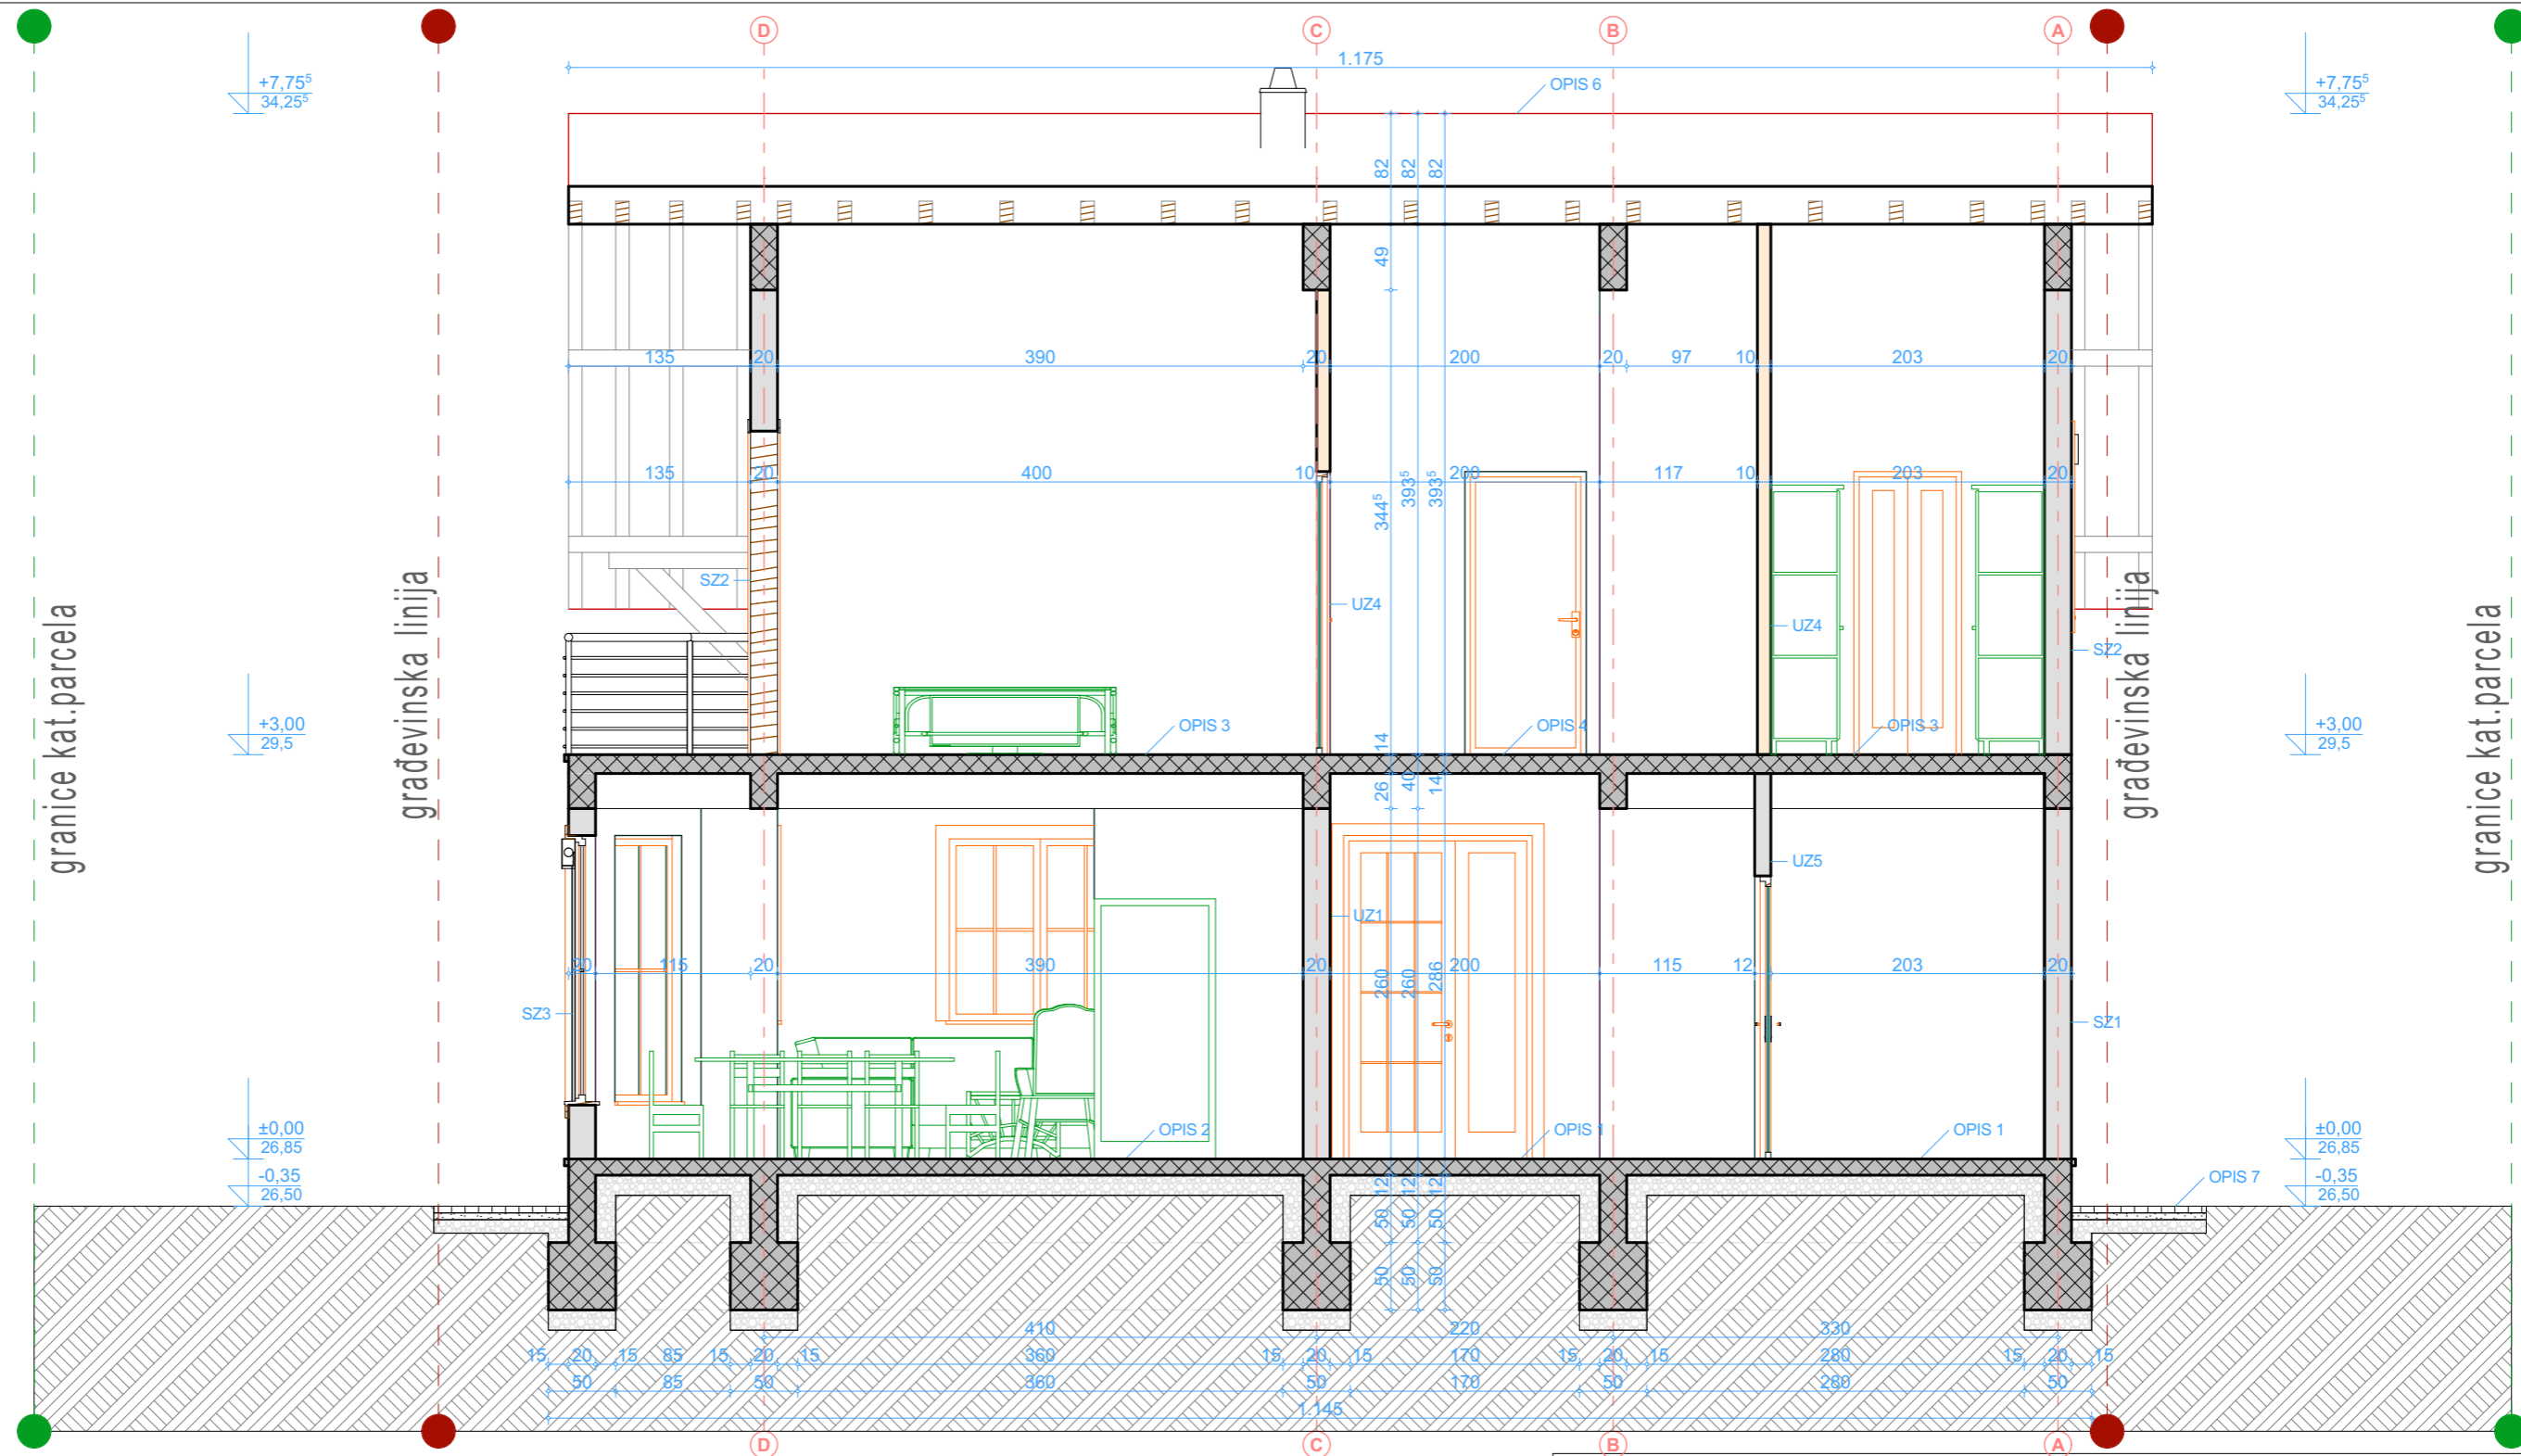 D C B A
1.175
OPIS 6
+7,75⁵
34,25⁵
+7,75⁵
34,25⁵
82 82 82
49
135 20 390 20 200 20 97 10 203 20
135 20 400 10 200 117 10 203 20
344⁵ 393⁵ 393⁵
SZ2
UZ4
UZ4
SZ2
građevinska linija
građevinska linija
granice kat.parcela
granice kat.parcela
+3,00
29,5
+3,00
29,5
OPIS 3
OPIS 4
OPIS 3
14
26 40 14
UZ5
UZ1
20 115 20 390 20 200 115 12 203 20
260 260 286
SZ3
SZ1
±0,00
26,85
-0,35
26,50
±0,00
26,85
-0,35
26,50
OPIS 2
OPIS 1
OPIS 1
OPIS 7
12 12 12
50 50 50
50 50 50
410 220 330
15 20 15 85 15 20 15 360 15 20 15 170 15 20 15 280 15 20 15
50 85 50 360 50 170 50 280 50
1.145
D C B A